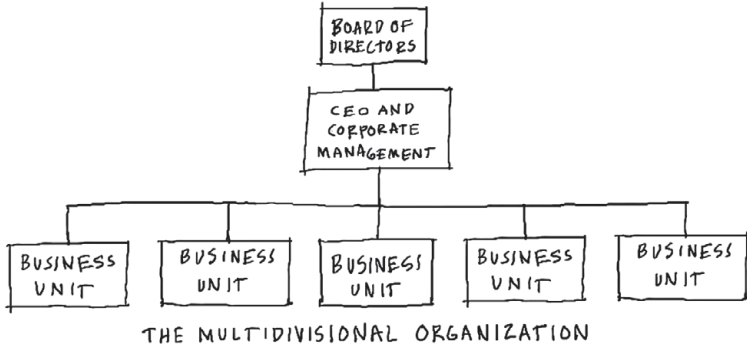 BOARD OF
DIRECTORS
CEO AND
CORPORATE
MANAGEMENT
BUSINESS
UNIT
BUSINESS
UNIT
BUSINESS
UNIT
BUSINESS
UNIT
BUSINESS
UNIT
THE MULTIDIVISIONAL ORGANIZATION